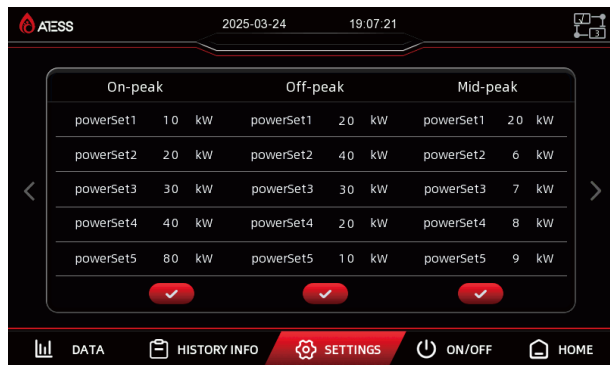 ATESS 2025-03-24 19:07:21
3
On-peak Off-peak Mid-peak
powerSet1 10 kW powerSet1 20 kW powerSet1 20 kW
powerSet2 20 kW powerSet2 40 kW powerSet2 6 kW
powerSet3 30 kW powerSet3 30 kW powerSet3 7 kW
powerSet4 40 kW powerSet4 20 kW powerSet4 8 kW
powerSet5 80 kW powerSet5 10 kW powerSet5 9 kW
DATA HISTORY INFO SETTINGS ON/OFF HOME